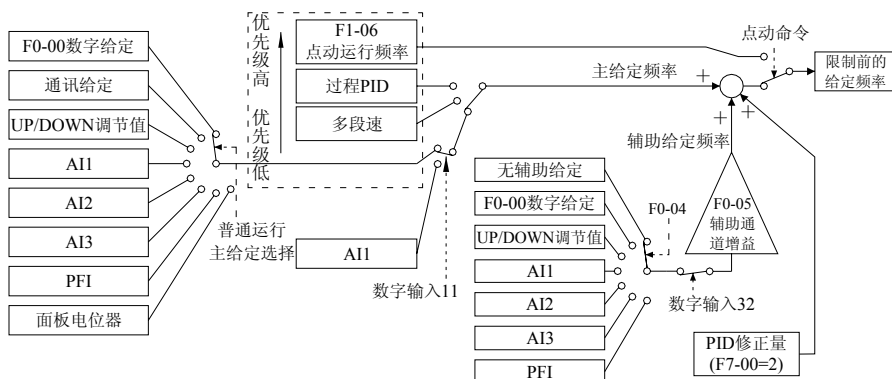 F0-00数字给定
通讯给定
UP/DOWN调节值
AI1
AI2
AI3
PFI
面板电位器
普通运行
主给定选择
优先级高
优先级低
F1-06
点动运行频率
过程PID
多段速
AI1
数字输入11
主给定频率
点动命令
限制前的
给定频率
辅助给定频率
无辅助给定
F0-00数字给定
UP/DOWN调节值
AI1
AI2
AI3
PFI
F0-04
数字输入32
F0-05
辅助通
道增益
PID修正量
(F7-00=2)
+
+
+